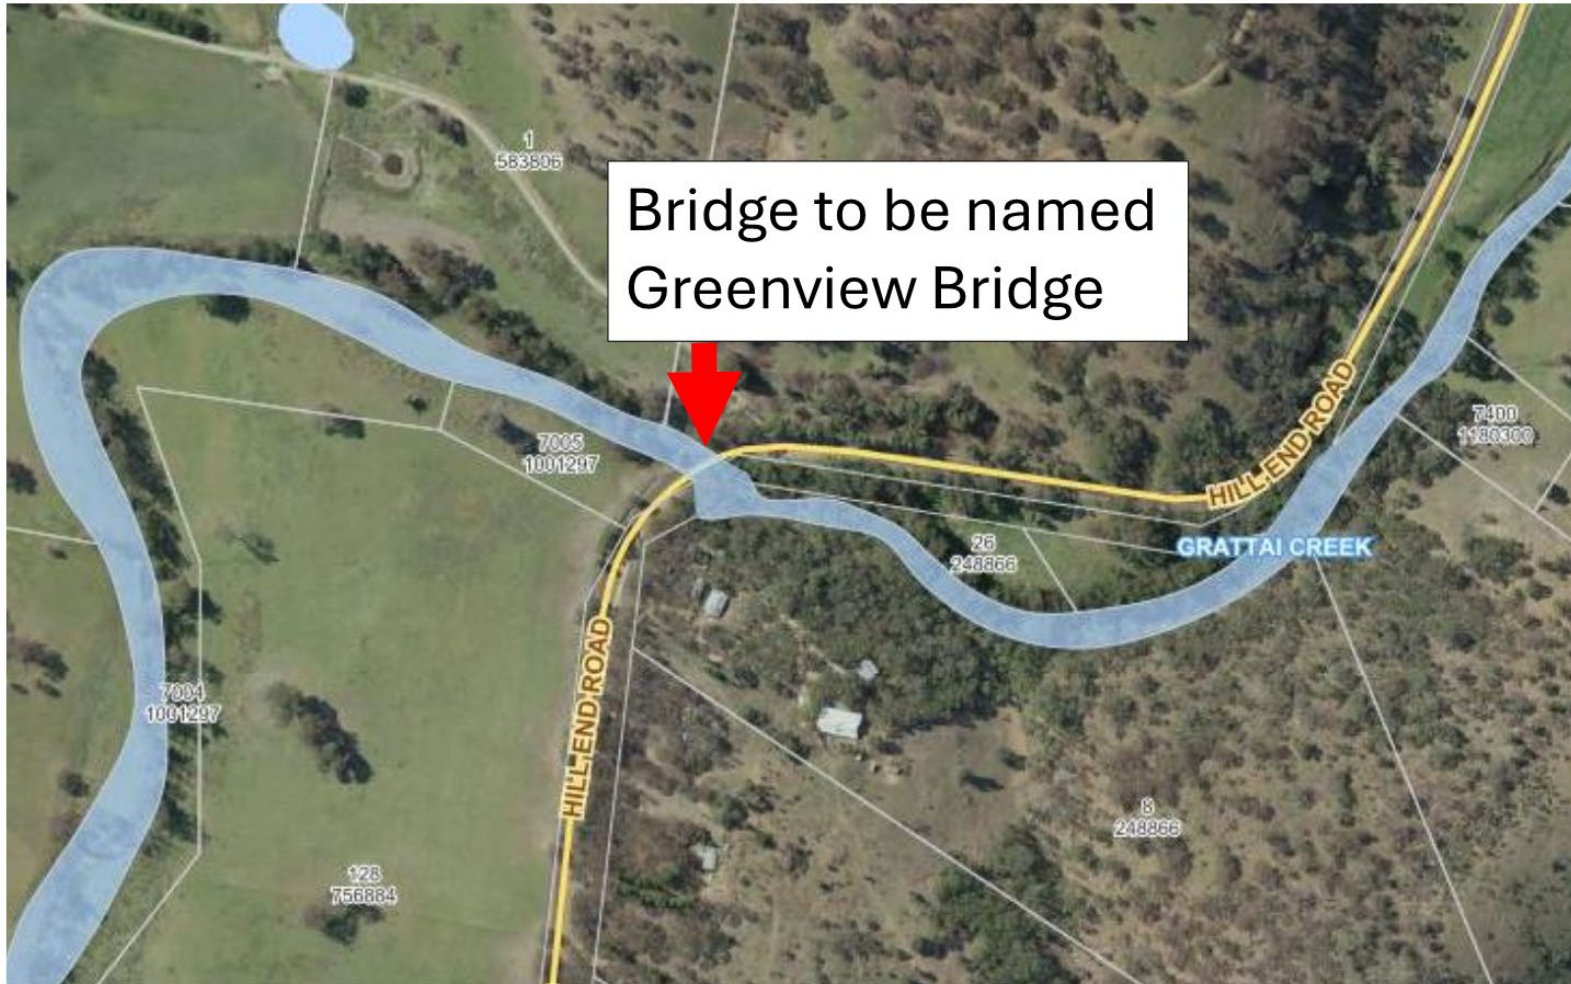 1
583806
Bridge to be named
Greenview Bridge
7005
1001297
HILL END ROAD
7400
1180300
26
248866
GRATTAI CREEK
HILL END ROAD
7004
1001297
8
248866
128
756884